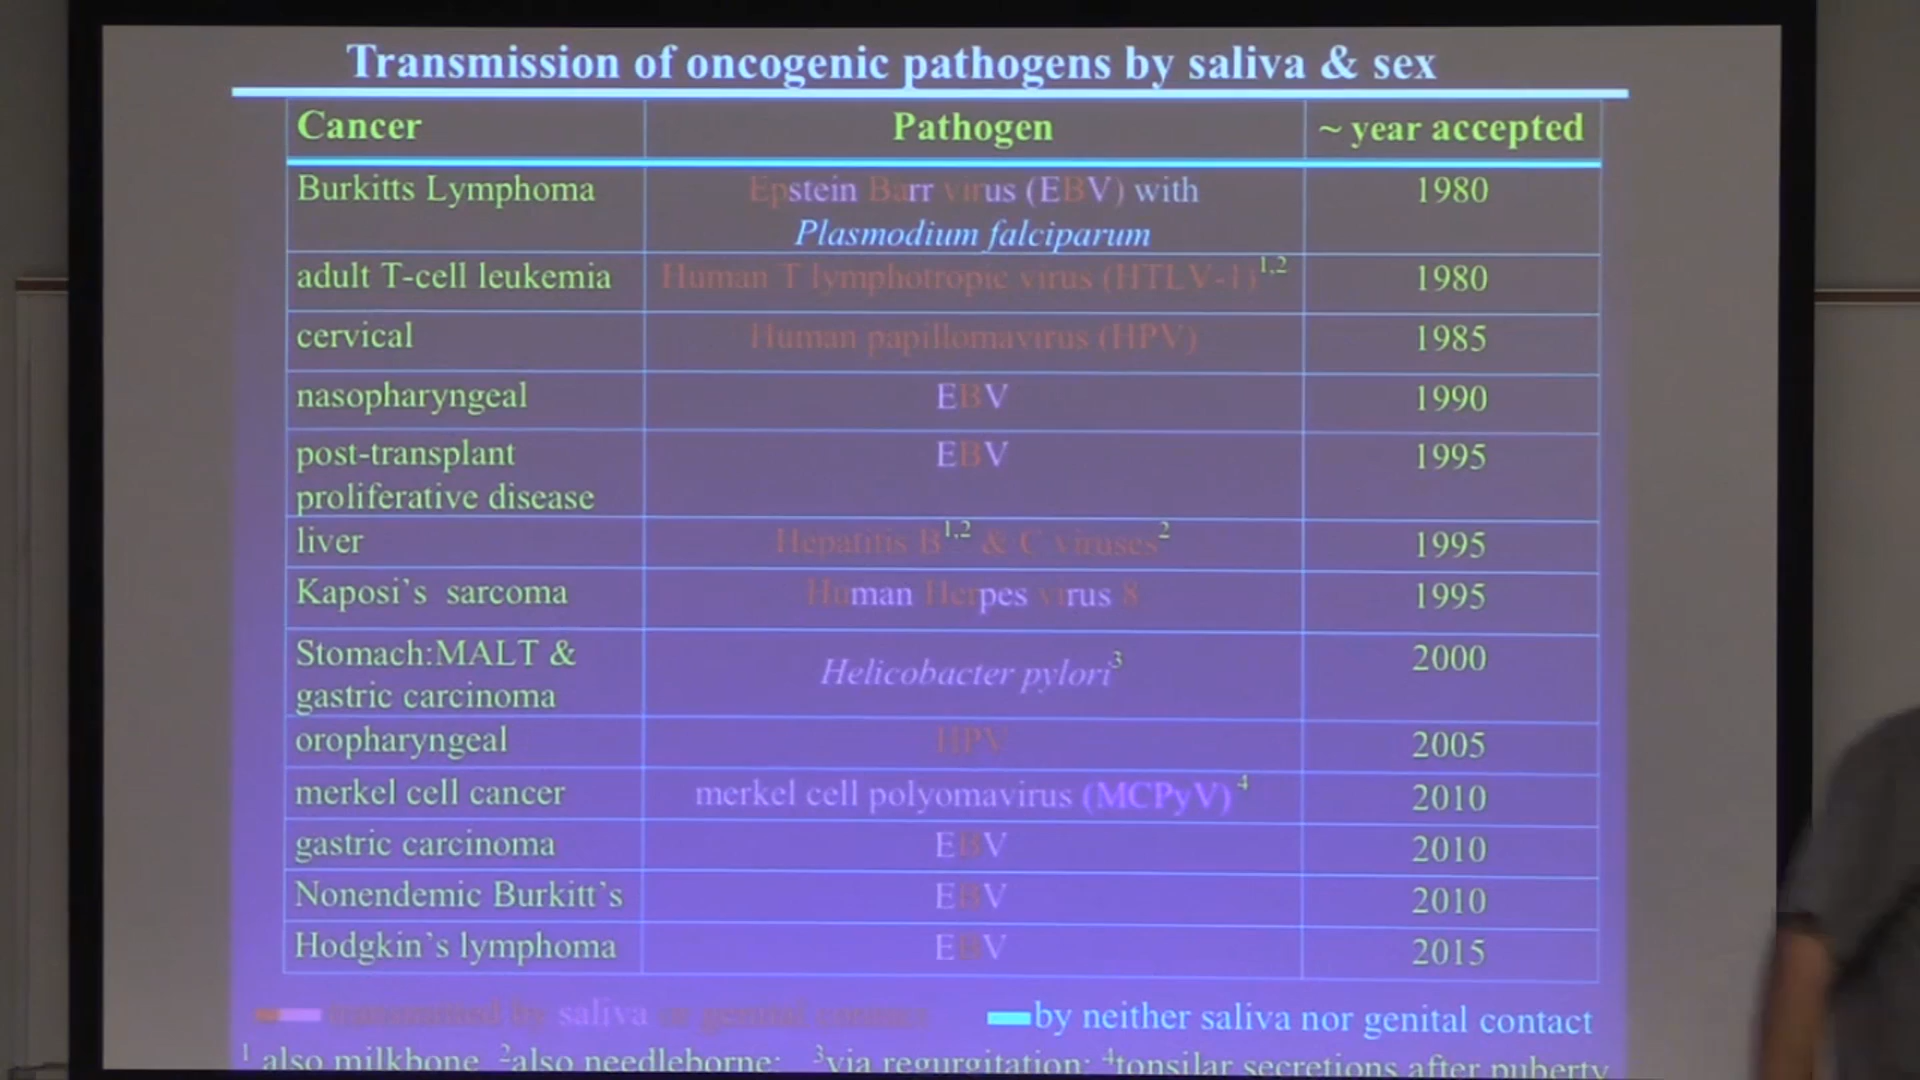 Transmission of oncogenic pathogens by saliva & sex
Cancer Pathogen ~ year accepted
Burkitts Lymphoma Epstein Barr virus (EBV) with 1980
Plasmodium falciparum
adult T-cell leukemia Human T lymphotropic virus (HTLV-1)1,2 1980
cervical Human papillomavirus (HPV) 1985
nasopharyngeal EBV 1990
post-transplant EBV 1995
proliferative disease
liver Hepatitis B1,2 & C viruses2 1995
Kaposi's sarcoma Human Herpes virus 8 1995
Stomach:MALT & Helicobacter pylori3 2000
gastric carcinoma
oropharyngeal HPV 2005
merkel cell cancer merkel cell polyomavirus (MCPyV)4 2010
gastric carcinoma EBV 2010
Nonendemic Burkitt's EBV 2010
Hodgkin's lymphoma EBV 2015
transmitted by saliva or genital contact by neither saliva nor genital contact
1 also milkbone 2also needleborne; 3via regurgitation; 4tonsilar secretions after puberty